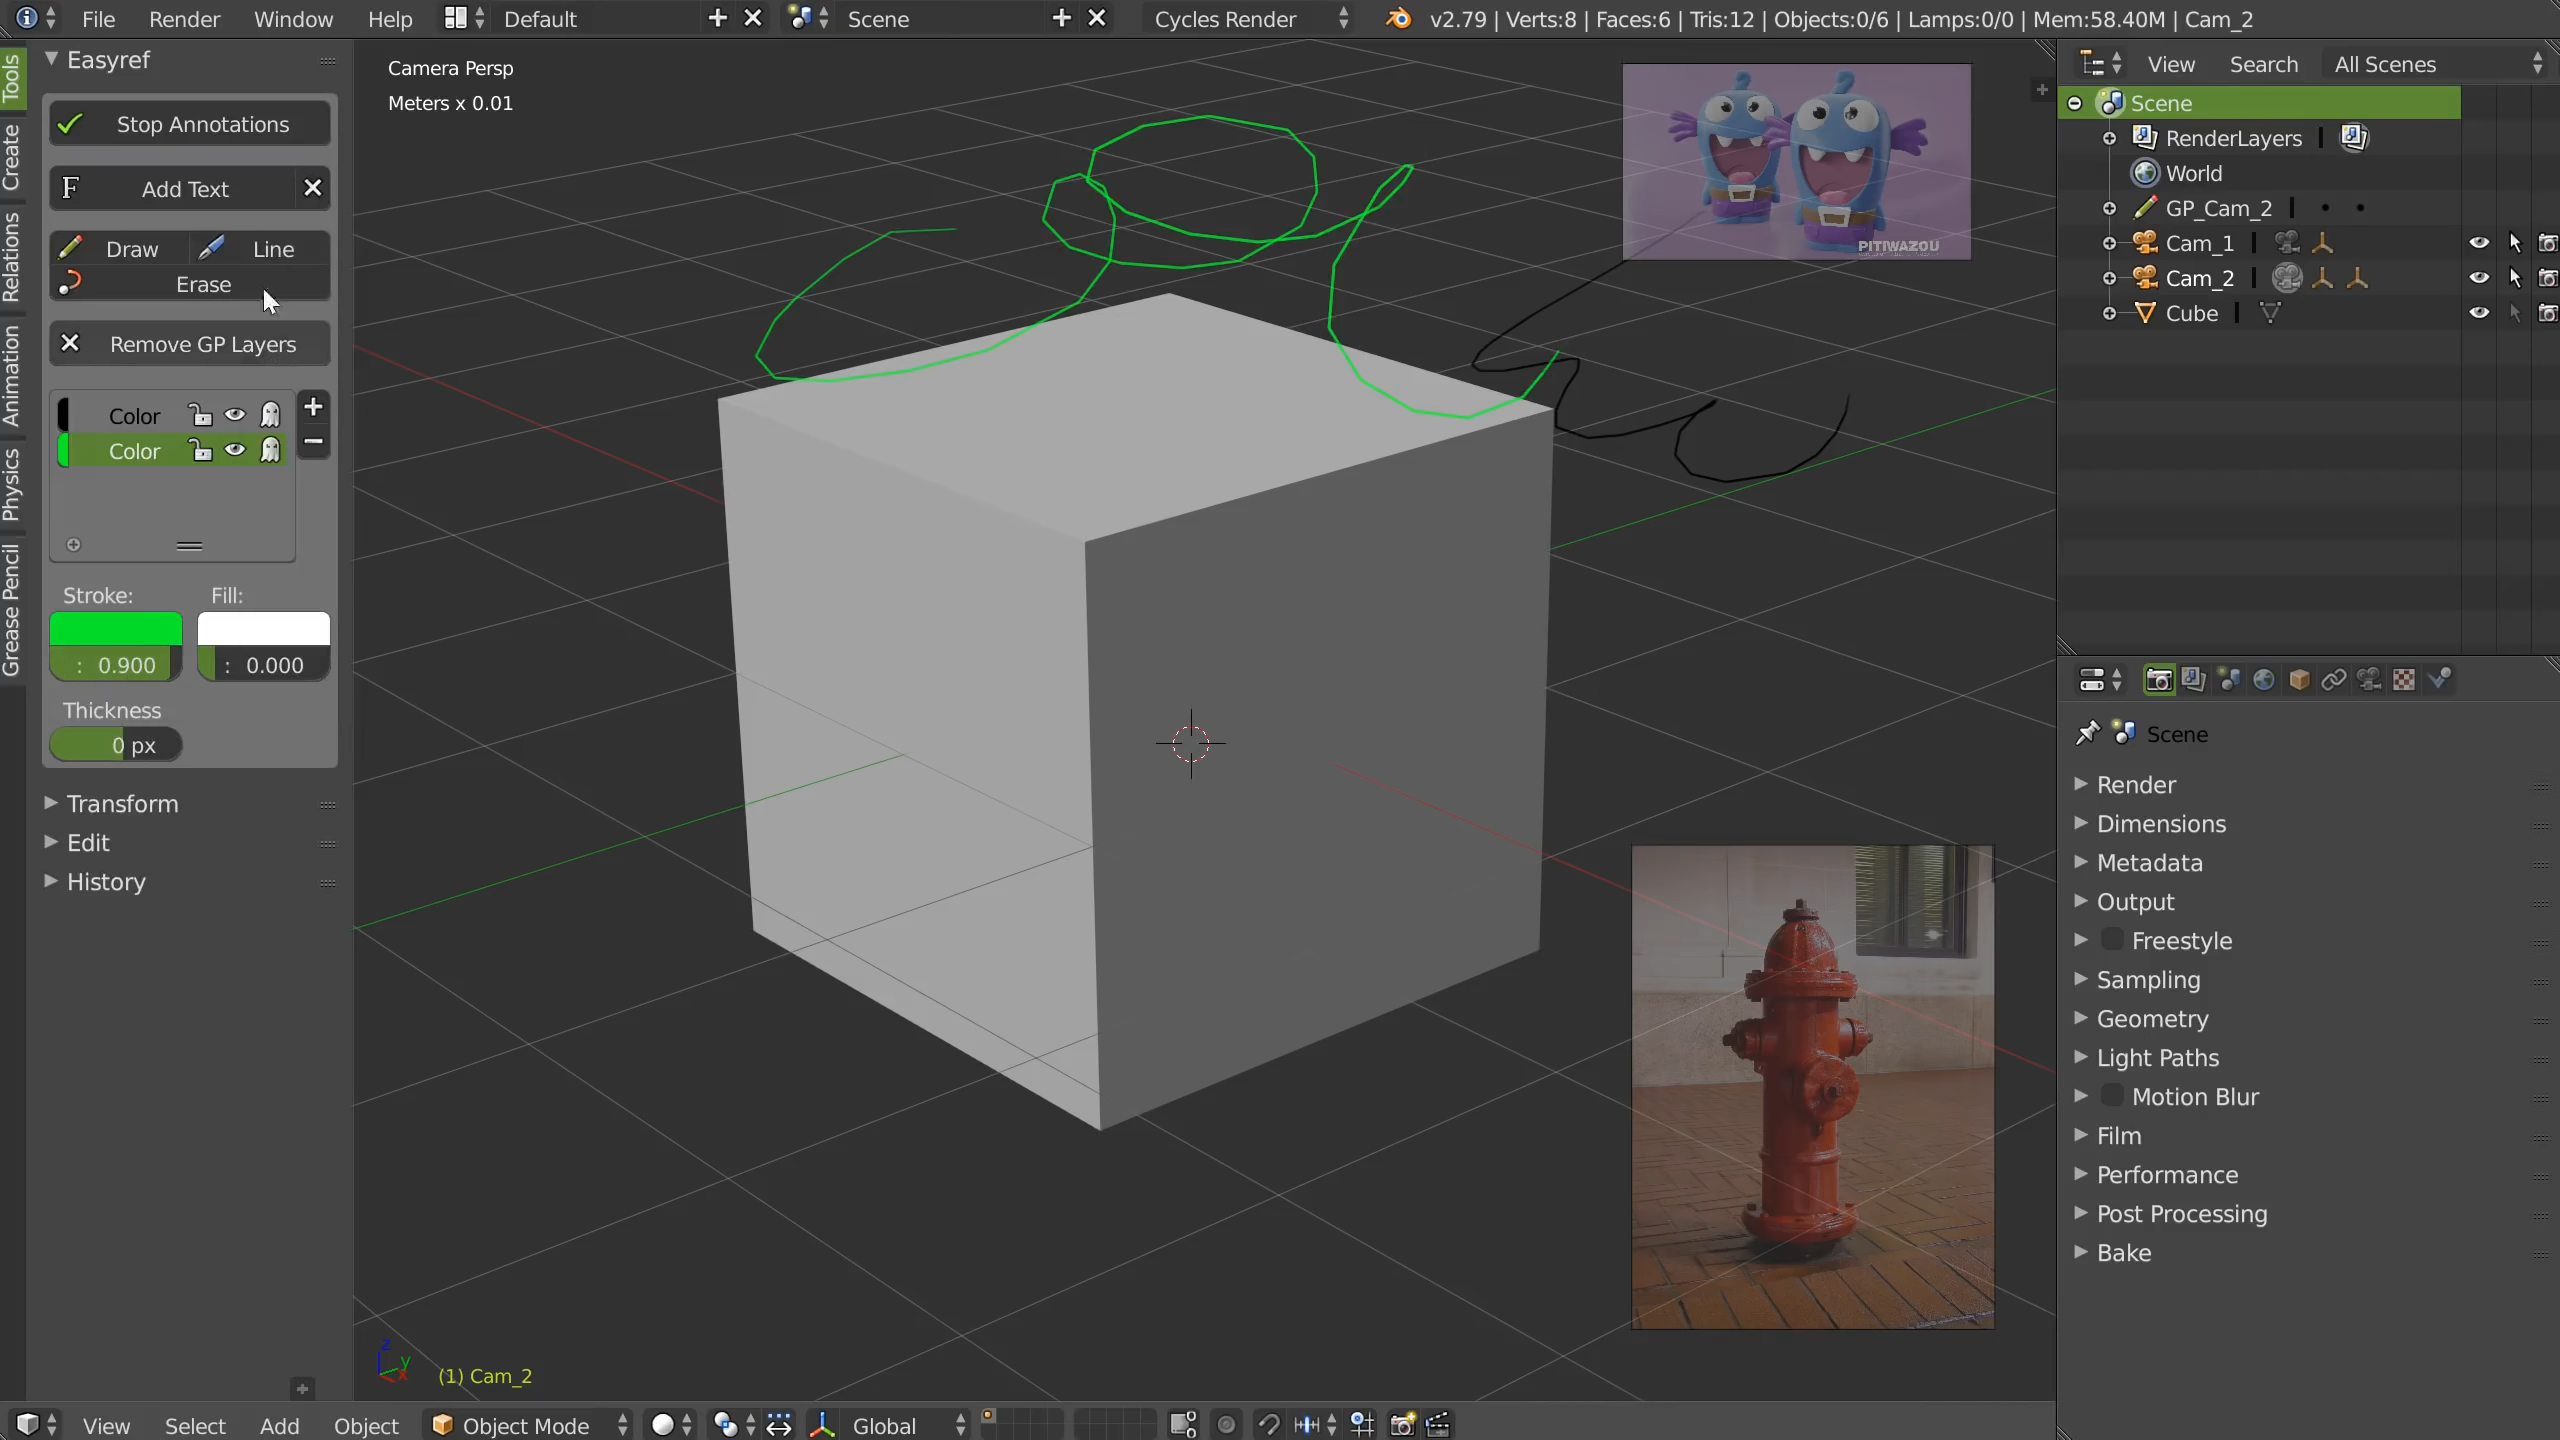 File Render Window Help Default Scene Cycles Render v2.79 | Verts:8 | Faces:6 | Tris:12 | Objects:0/6 | Lamps:0/0 | Mem:58.40M | Cam_2
Tools
Create
Relations
Animation
Physics
Grease Pencil
Easyref
Stop Annotations
F Add Text
Draw Line
Erase
Remove GP Layers
Color
Color
Stroke: Fill:
: 0.900 : 0.000
Thickness
0 px
Transform
Edit
History
Camera Persp
Meters x 0.01
PITIWAZOU
z
y
x
(1) Cam_2
View Select Add Object Object Mode Global
View Search All Scenes
Scene
RenderLayers |
World
GP_Cam_2 |
Cam_1 |
Cam_2 |
Cube |
Scene
Render
Dimensions
Metadata
Output
Freestyle
Sampling
Geometry
Light Paths
Motion Blur
Film
Performance
Post Processing
Bake